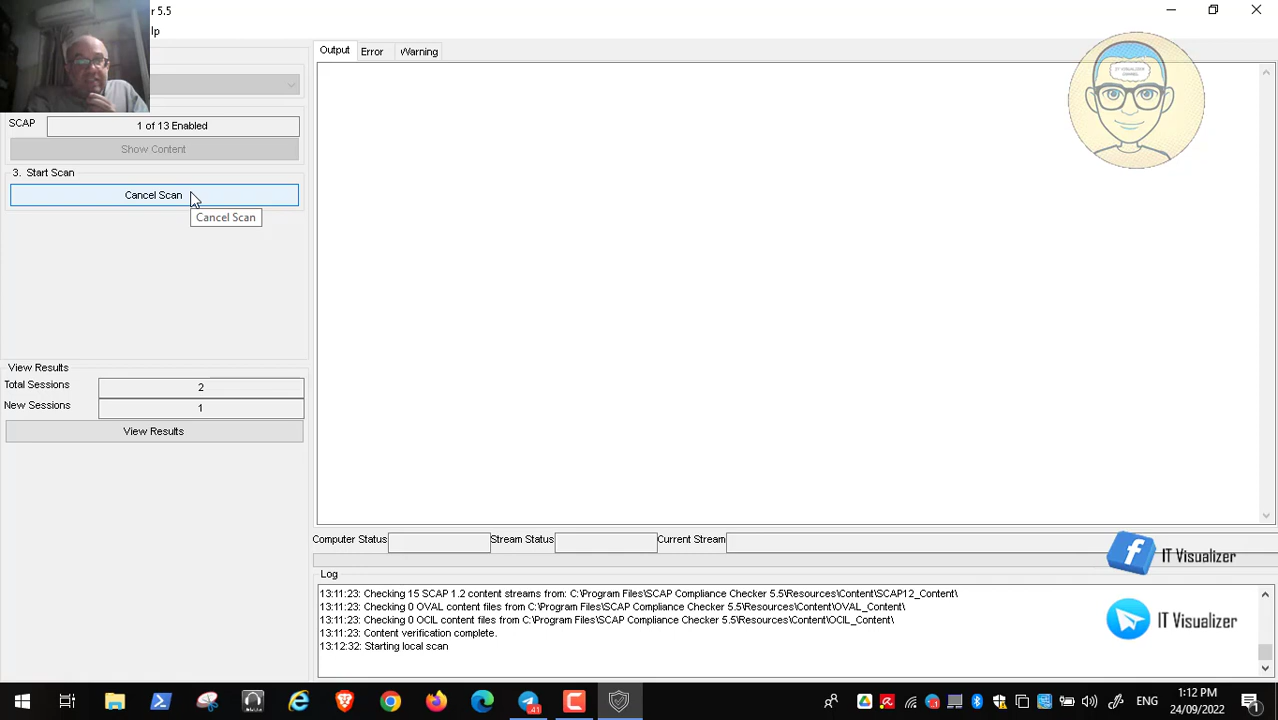 r 5.5
lp
SCAP
1 of 13 Enabled
Show Content
3. Start Scan
Cancel Scan
Cancel Scan
View Results
Total Sessions
2
New Sessions
1
View Results
Output
Error
Warning
IT VISUALIZER
CHANNEL
Computer Status
Stream Status
Current Stream
IT Visualizer
Log
13:11:23: Checking 15 SCAP 1.2 content streams from: C:\Program Files\SCAP Compliance Checker 5.5\Resources\Content\SCAP12_Content\
13:11:23: Checking 0 OVAL content files from C:\Program Files\SCAP Compliance Checker 5.5\Resources\Content\OVAL_Content\
13:11:23: Checking 0 OCIL content files from C:\Program Files\SCAP Compliance Checker 5.5\Resources\Content\OCIL_Content\
13:11:23: Content verification complete.
13:12:32: Starting local scan
IT Visualizer
41
ENG
1:12 PM
24/09/2022
1